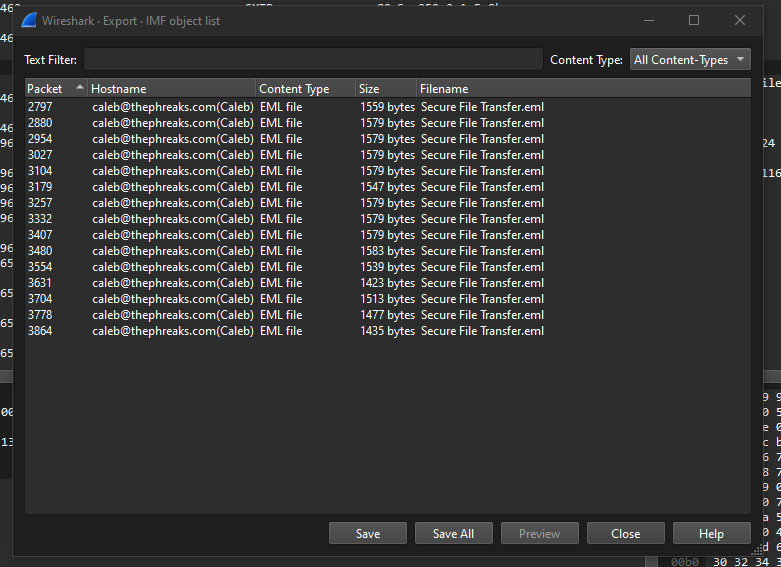 Wireshark · Export · IMF object list
Text Filter: Content Type: All Content-Types
Packet Hostname Content Type Size Filename
2797 caleb@thephreaks.com(Caleb) EML file 1559 bytes Secure File Transfer.eml
2880 caleb@thephreaks.com(Caleb) EML file 1579 bytes Secure File Transfer.eml
2954 caleb@thephreaks.com(Caleb) EML file 1579 bytes Secure File Transfer.eml
3027 caleb@thephreaks.com(Caleb) EML file 1579 bytes Secure File Transfer.eml
3104 caleb@thephreaks.com(Caleb) EML file 1579 bytes Secure File Transfer.eml
3179 caleb@thephreaks.com(Caleb) EML file 1547 bytes Secure File Transfer.eml
3257 caleb@thephreaks.com(Caleb) EML file 1579 bytes Secure File Transfer.eml
3332 caleb@thephreaks.com(Caleb) EML file 1579 bytes Secure File Transfer.eml
3407 caleb@thephreaks.com(Caleb) EML file 1579 bytes Secure File Transfer.eml
3480 caleb@thephreaks.com(Caleb) EML file 1583 bytes Secure File Transfer.eml
3554 caleb@thephreaks.com(Caleb) EML file 1539 bytes Secure File Transfer.eml
3631 caleb@thephreaks.com(Caleb) EML file 1423 bytes Secure File Transfer.eml
3704 caleb@thephreaks.com(Caleb) EML file 1513 bytes Secure File Transfer.eml
3778 caleb@thephreaks.com(Caleb) EML file 1477 bytes Secure File Transfer.eml
3864 caleb@thephreaks.com(Caleb) EML file 1435 bytes Secure File Transfer.eml
Save Save All Preview Close Help
00b0 30 32 34